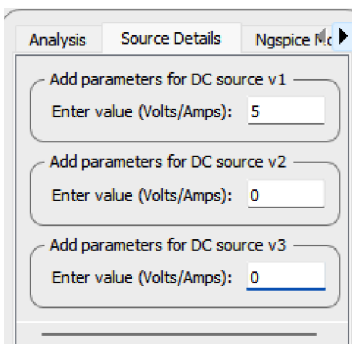 Analysis Source Details Ngspice
Add parameters for DC source v1
Enter value (Volts/Amps): 5
Add parameters for DC source v2
Enter value (Volts/Amps): 0
Add parameters for DC source v3
Enter value (Volts/Amps): 0